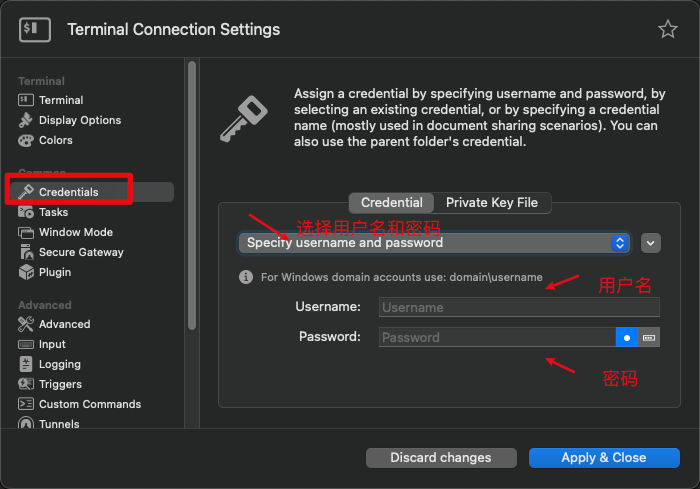 Terminal Connection Settings
Terminal
Terminal
Display Options
Colors
Common
Credentials
Tasks
Window Mode
Secure Gateway
Plugin
Advanced
Advanced
Input
Logging
Triggers
Custom Commands
Tunnels
Assign a credential by specifying username and password, by
selecting an existing credential, or by specifying a credential
name (mostly used in document sharing scenarios). You can
also use the parent folder's credential.
Credential
Private Key File
选择用户名和密码
Specify username and password
For Windows domain accounts use: domain\username
用户名
Username:
Username
Password:
Password
密码
Discard changes
Apply & Close